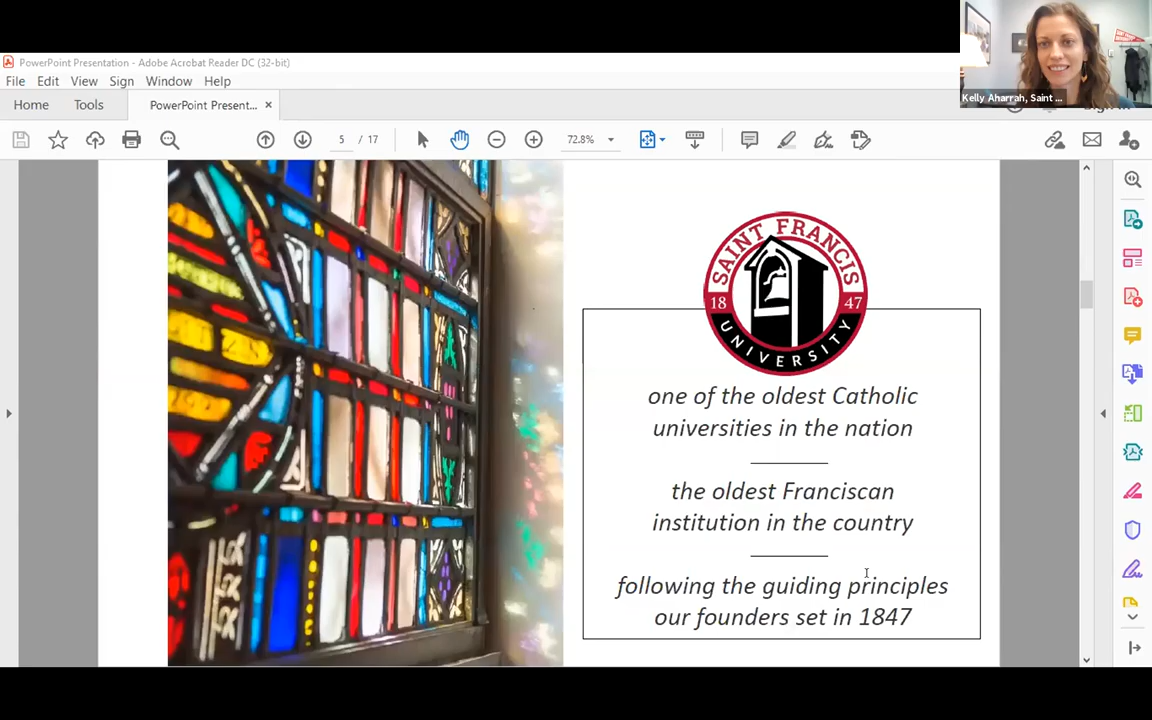 PowerPoint Presentation - Adobe Acrobat Reader DC (32-bit)
File Edit View Sign Window Help
Home Tools PowerPoint Present... ×
5 / 17 72.8%
Kelly Aharrah, Saint ...
SAINT FRANCIS
18 47
UNIVERSITY
one of the oldest Catholic
universities in the nation
the oldest Franciscan
institution in the country
following the guiding principles
our founders set in 1847